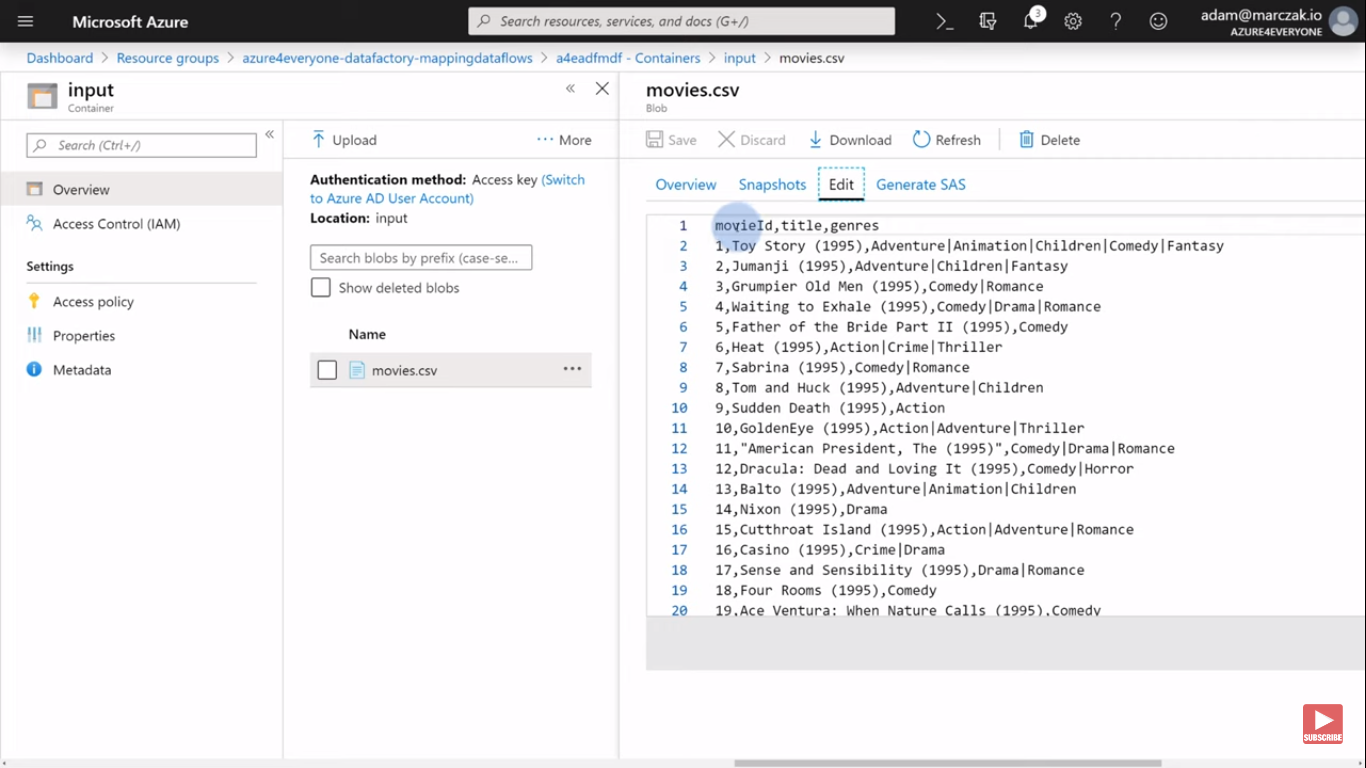 Microsoft Azure
Search resources, services, and docs (G+/)
3
adam@marczak.io
AZURE4EVERYONE
Dashboard > Resource groups > azure4everyone-datafactory-mappingdataflows > a4eadfmdf - Containers > input > movies.csv
input
Container
Search (Ctrl+/)
Overview
Access Control (IAM)
Settings
Access policy
Properties
Metadata
Upload
More
Authentication method: Access key (Switch
to Azure AD User Account)
Location: input
Search blobs by prefix (case-se...
Show deleted blobs
Name
movies.csv
movies.csv
Blob
Save
Discard
Download
Refresh
Delete
Overview
Snapshots
Edit
Generate SAS
1 movieId,title,genres
2 1,Toy Story (1995),Adventure|Animation|Children|Comedy|Fantasy
3 2,Jumanji (1995),Adventure|Children|Fantasy
4 3,Grumpier Old Men (1995),Comedy|Romance
5 4,Waiting to Exhale (1995),Comedy|Drama|Romance
6 5,Father of the Bride Part II (1995),Comedy
7 6,Heat (1995),Action|Crime|Thriller
8 7,Sabrina (1995),Comedy|Romance
9 8,Tom and Huck (1995),Adventure|Children
10 9,Sudden Death (1995),Action
11 10,GoldenEye (1995),Action|Adventure|Thriller
12 11,"American President, The (1995)",Comedy|Drama|Romance
13 12,Dracula: Dead and Loving It (1995),Comedy|Horror
14 13,Balto (1995),Adventure|Animation|Children
15 14,Nixon (1995),Drama
16 15,Cutthroat Island (1995),Action|Adventure|Romance
17 16,Casino (1995),Crime|Drama
18 17,Sense and Sensibility (1995),Drama|Romance
19 18,Four Rooms (1995),Comedy
20 19,Ace Ventura: When Nature Calls (1995),Comedy
SUBSCRIBE